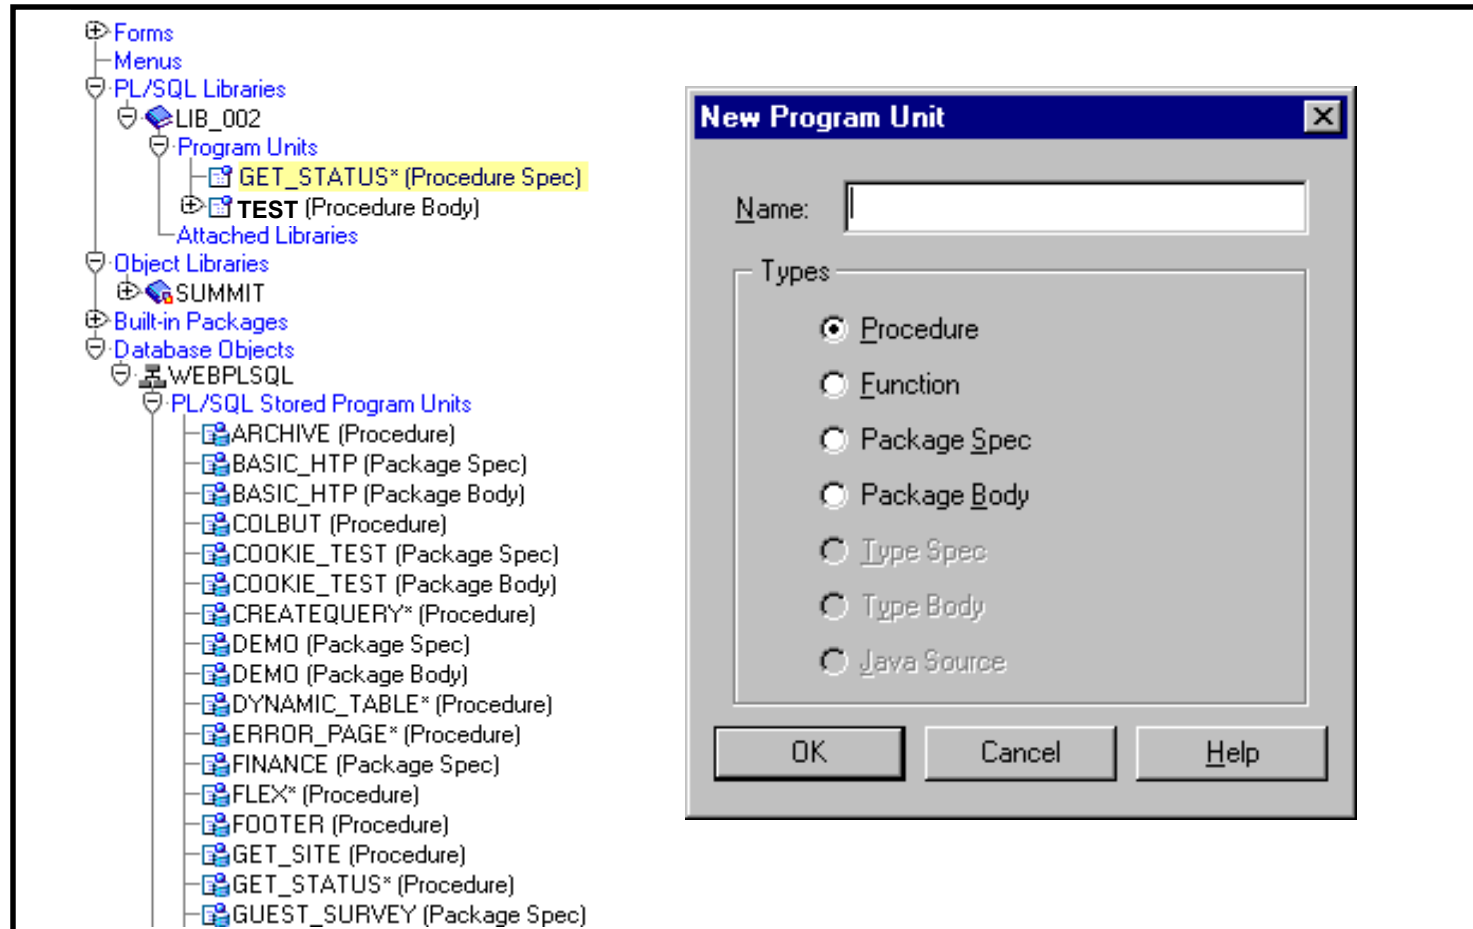 Forms
Menus
PL/SQL Libraries
LIB_002
Program Units
GET_STATUS* (Procedure Spec)
TEST (Procedure Body)
Attached Libraries
Object Libraries
SUMMIT
Built-in Packages
Database Objects
WEBPLSQL
PL/SQL Stored Program Units
ARCHIVE (Procedure)
BASIC_HTP (Package Spec)
BASIC_HTP (Package Body)
COLBUT (Procedure)
COOKIE_TEST (Package Spec)
COOKIE_TEST (Package Body)
CREATEQUERY* (Procedure)
DEMO (Package Spec)
DEMO (Package Body)
DYNAMIC_TABLE* (Procedure)
ERROR_PAGE* (Procedure)
FINANCE (Package Spec)
FLEX* (Procedure)
FOOTER (Procedure)
GET_SITE (Procedure)
GET_STATUS* (Procedure)
GUEST_SURVEY (Package Spec)
New Program Unit
Name:
Types
Procedure
Function
Package Spec
Package Body
Type Spec
Type Body
Java Source
OK Cancel Help